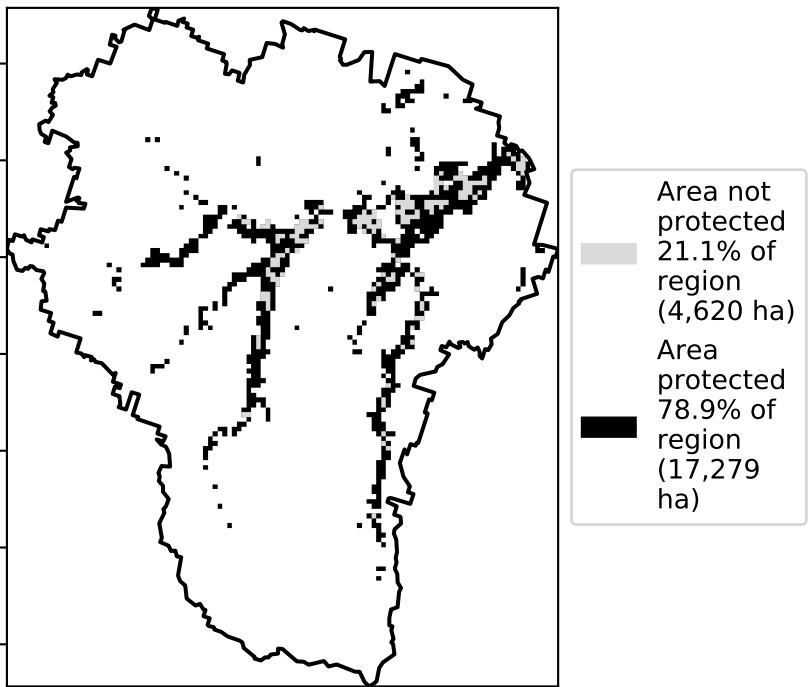 Area not
protected
21.1% of
region
(4,620 ha)
Area
protected
78.9% of
region
(17,279
ha)